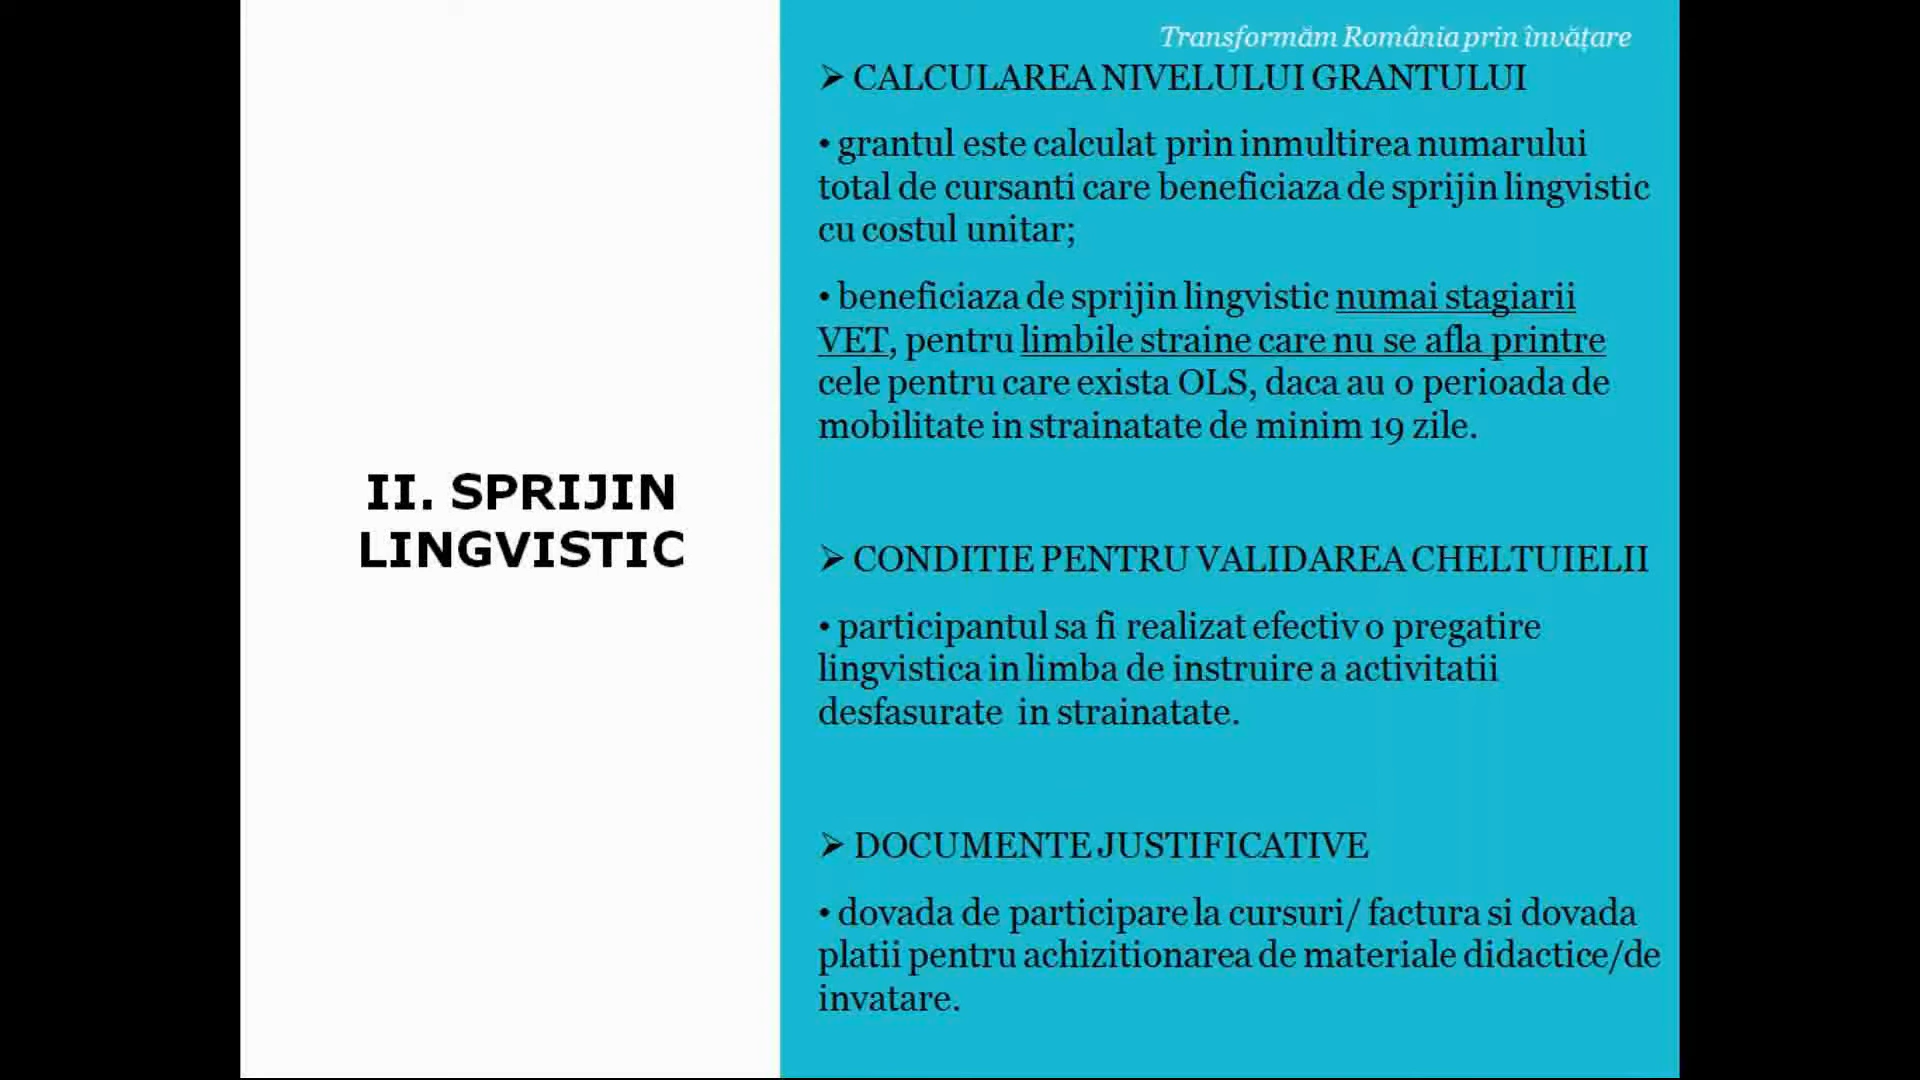 Transformăm România prin învățare
II. SPRIJIN
LINGVISTIC
➢ CALCULAREA NIVELULUI GRANTULUI
• grantul este calculat prin inmultirea numarului
total de cursanti care beneficiaza de sprijin lingvistic
cu costul unitar;
• beneficiaza de sprijin lingvistic numai stagiarii
VET, pentru limbile straine care nu se afla printre
cele pentru care exista OLS, daca au o perioada de
mobilitate in strainatate de minim 19 zile.
➢ CONDITIE PENTRU VALIDAREA CHELTUIELII
• participantul sa fi realizat efectiv o pregatire
lingvistica in limba de instruire a activitatii
desfasurate in strainatate.
➢ DOCUMENTE JUSTIFICATIVE
• dovada de participare la cursuri/ factura si dovada
platii pentru achizitionarea de materiale didactice/de
invatare.